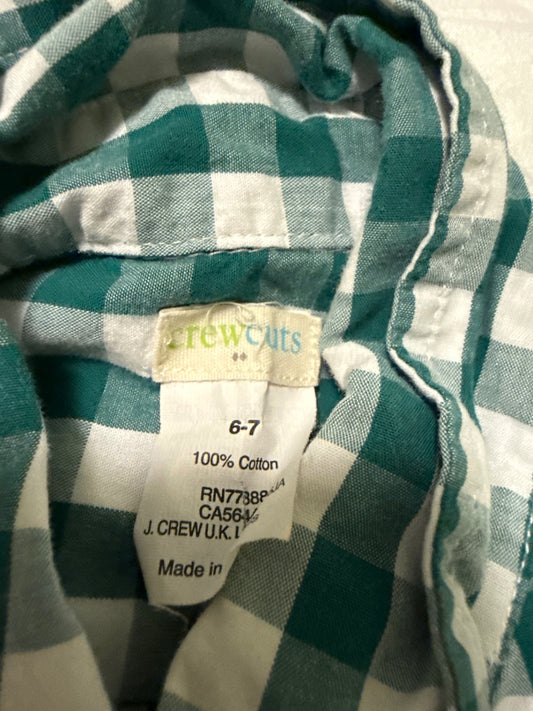 crewcuts
6-7
100% Cotton
J. CREW U.K.
Made in